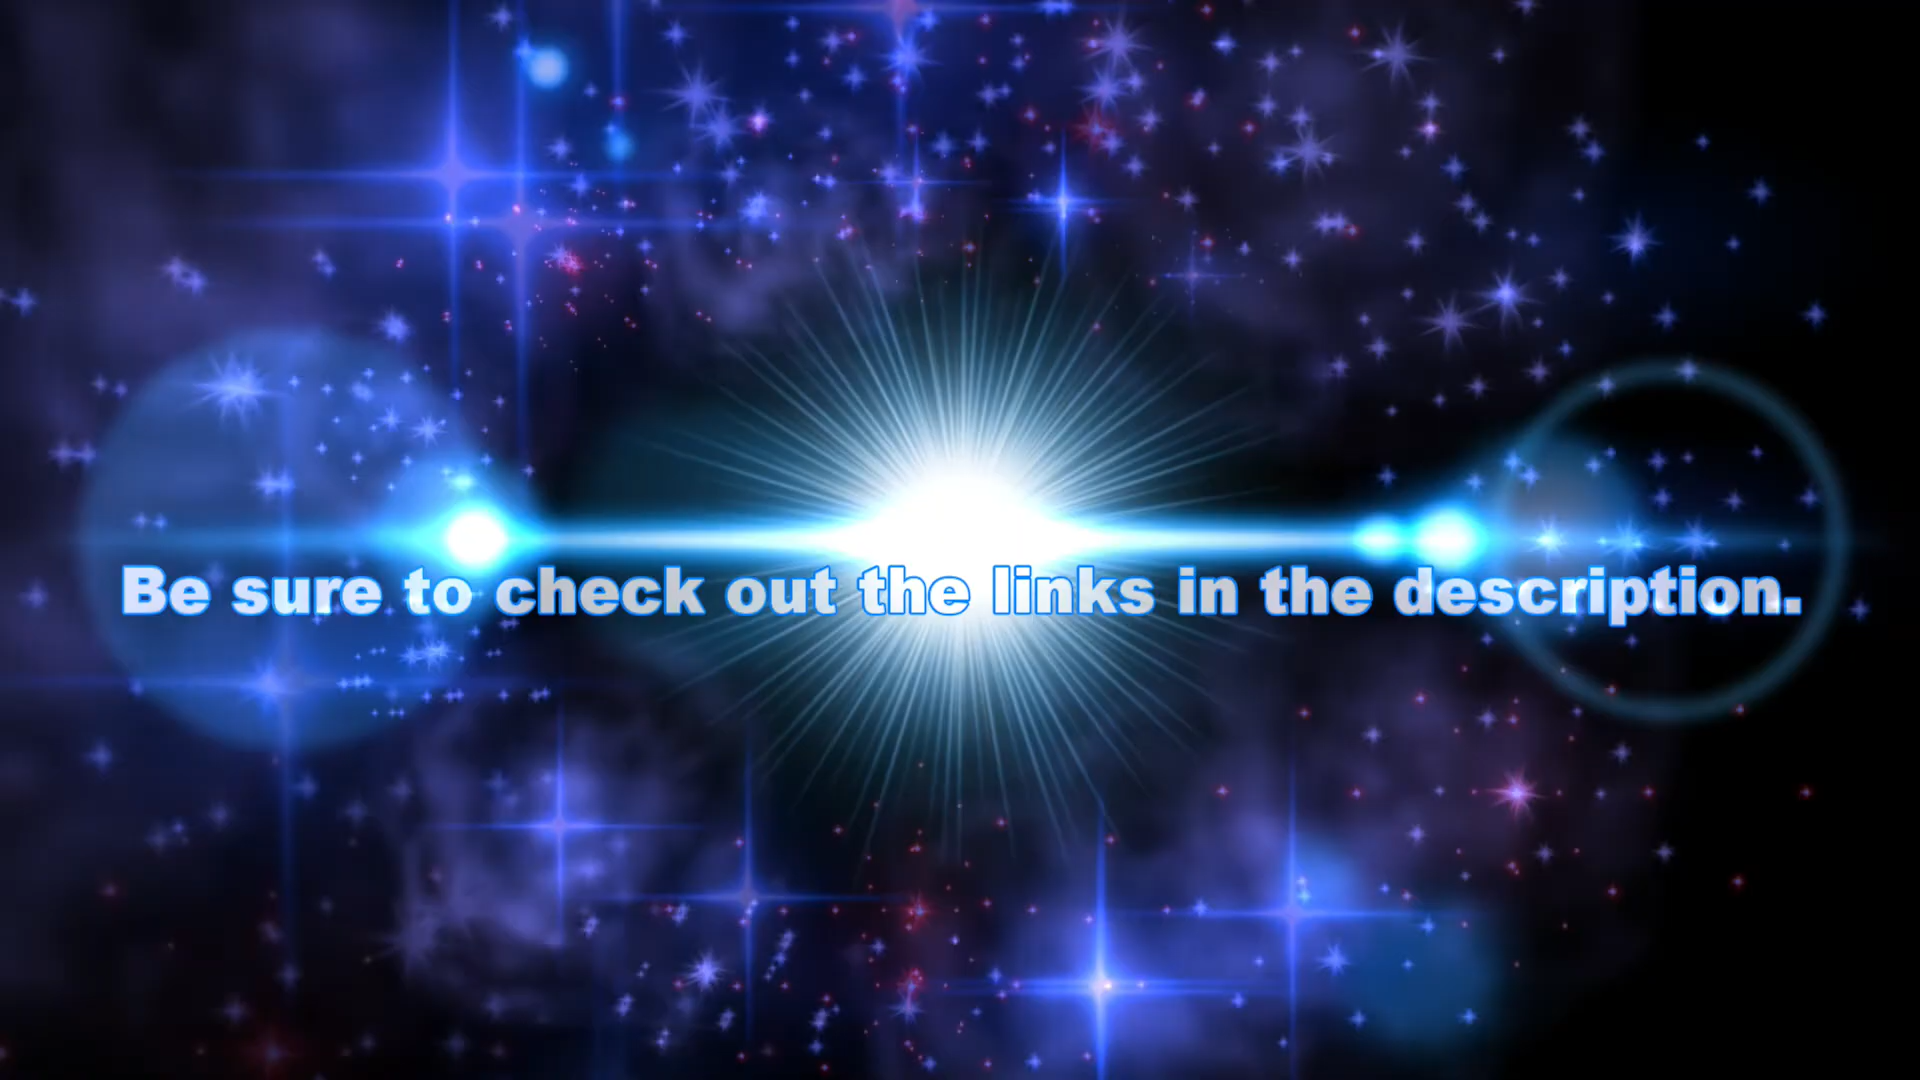 Be sure to check out the links in the description.